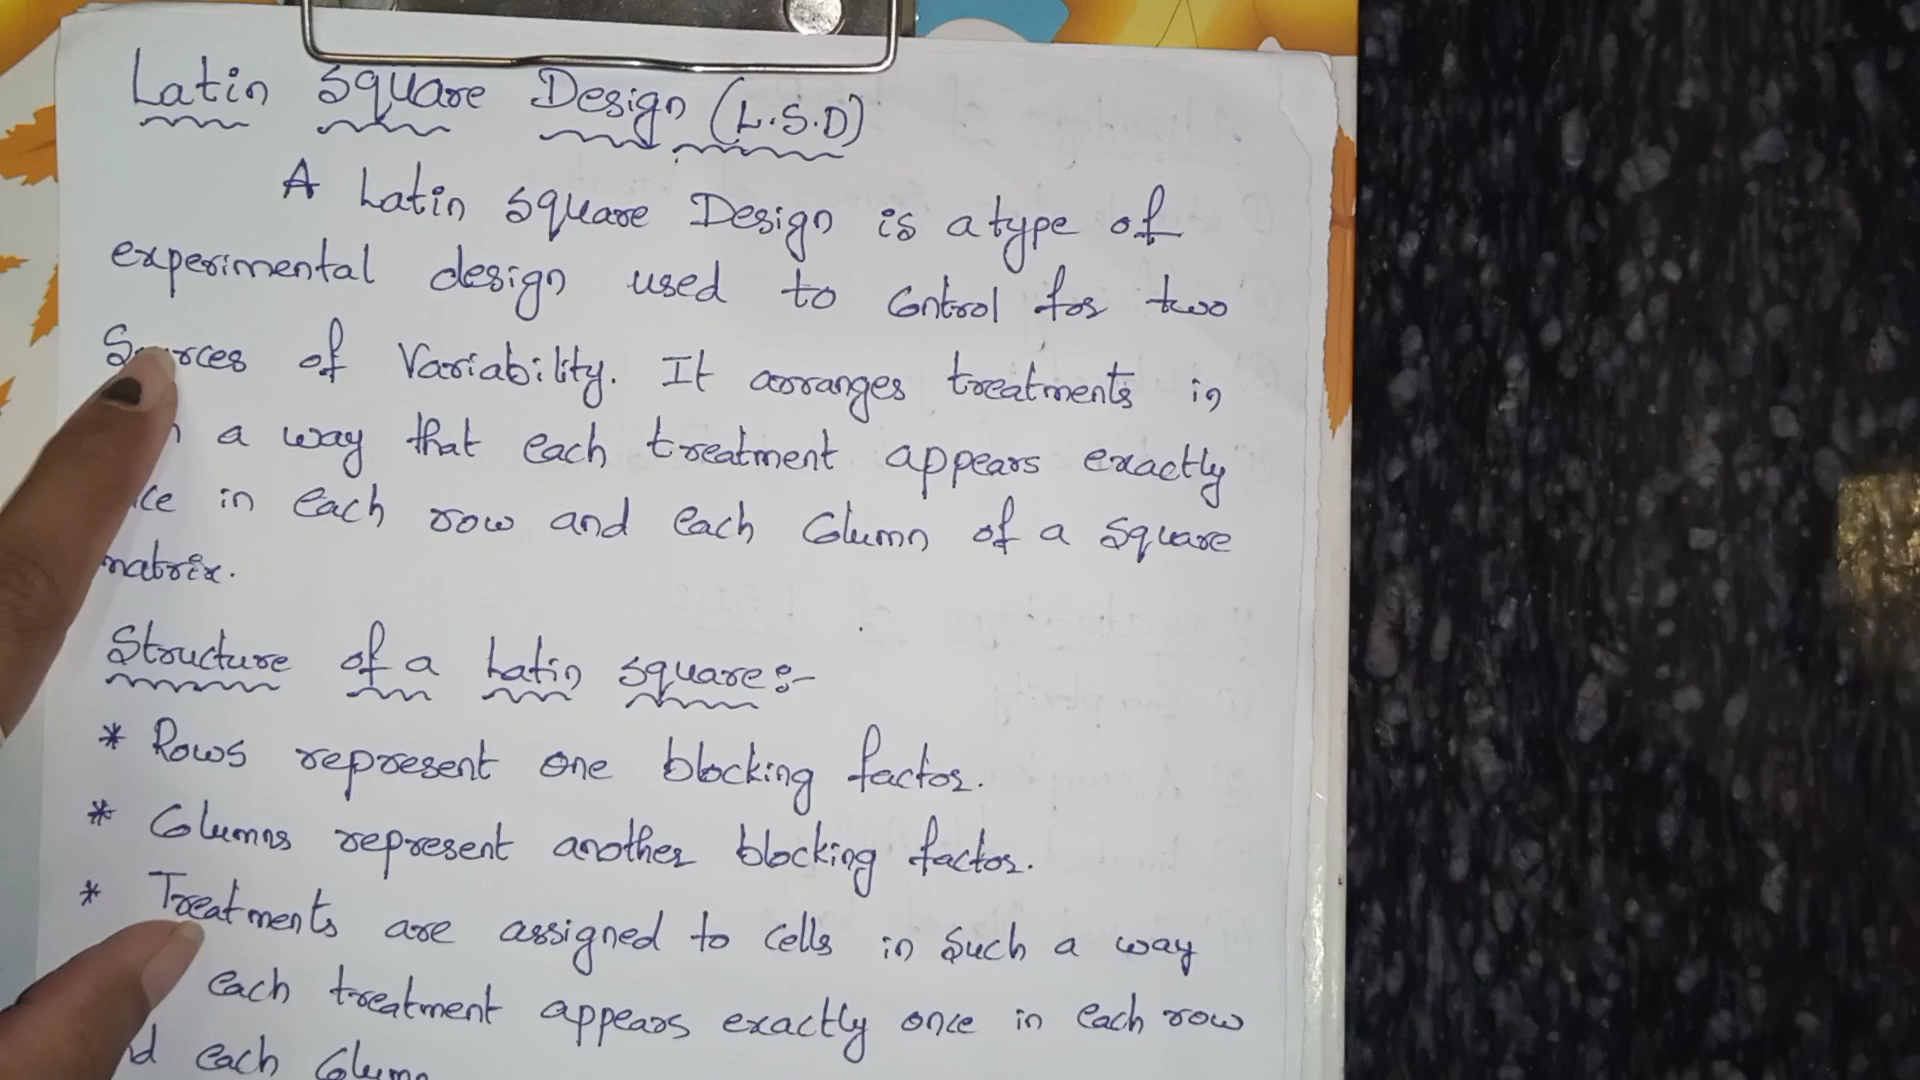 Latin Square Design (L.S.D)
A Latin Square Design is a type of
experimental design used to Control for two
Sources of Variability. It arranges treatments in
a way that each treatment appears exactly
in each row and each Column of a Square
matrix.
Structure of a Latin Square:-
* Rows represent one blocking factor.
* Columns represent another blocking factor.
* Treatments are assigned to cells in Such a way
each treatment appears exactly once in each row
each Column